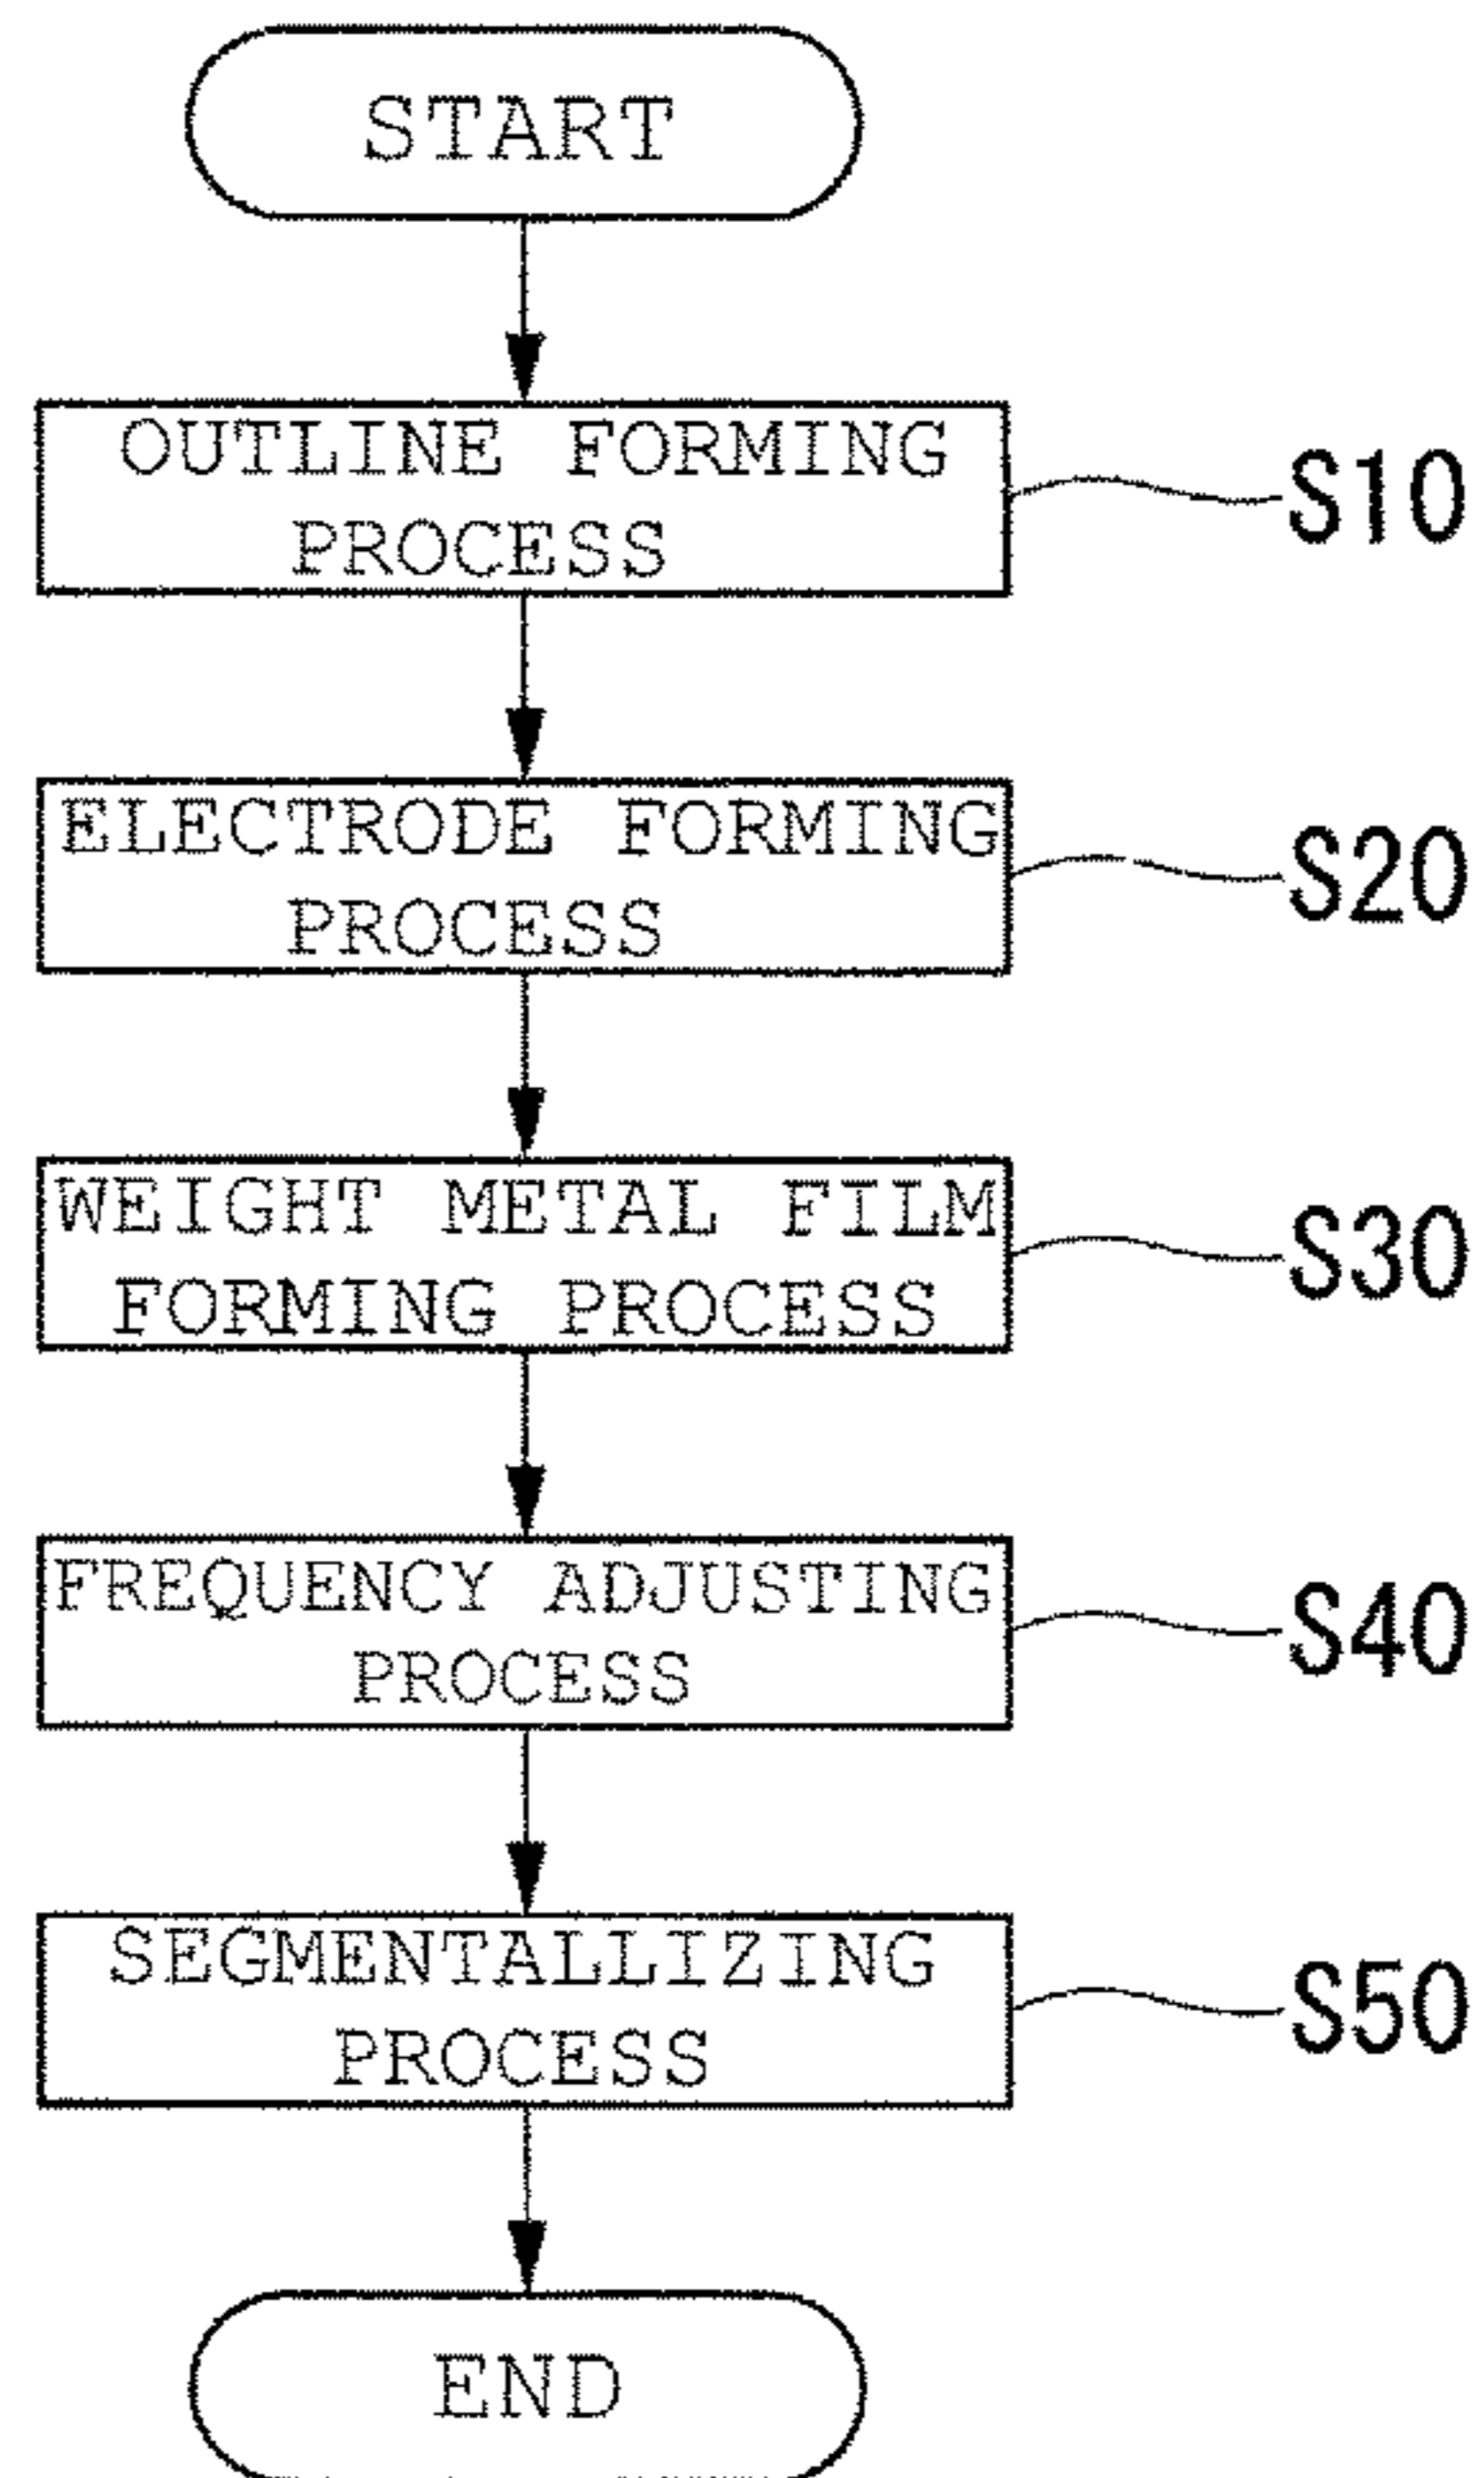 START
OUTLINE FORMING
PROCESS
S10
ELECTRODE FORMING
PROCESS
S20
WEIGHT METAL FILM
FORMING PROCESS
S30
FREQUENCY ADJUSTING
PROCESS
S40
SEGMENTALLIZING
PROCESS
S50
END